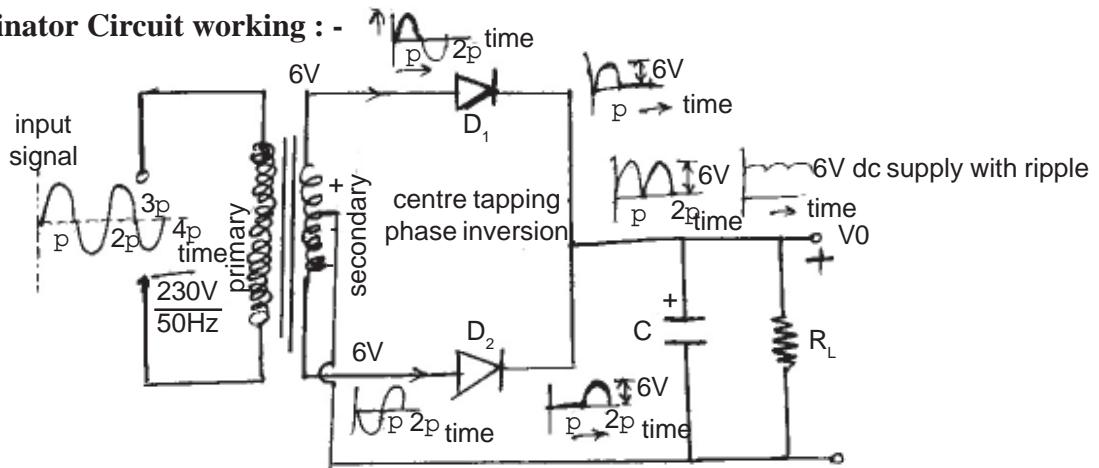 inator Circuit working : -
p 2p time
6V
6V
p time
D1
input
signal
3p
p 2p 4p
time
230V
50Hz
primary
+
secondary
centre tapping
phase inversion
6V
p 2p
time
6V dc supply with ripple
time
V0
+
+
C
RL
D2
6V
p 2p time
6V
p 2p
time